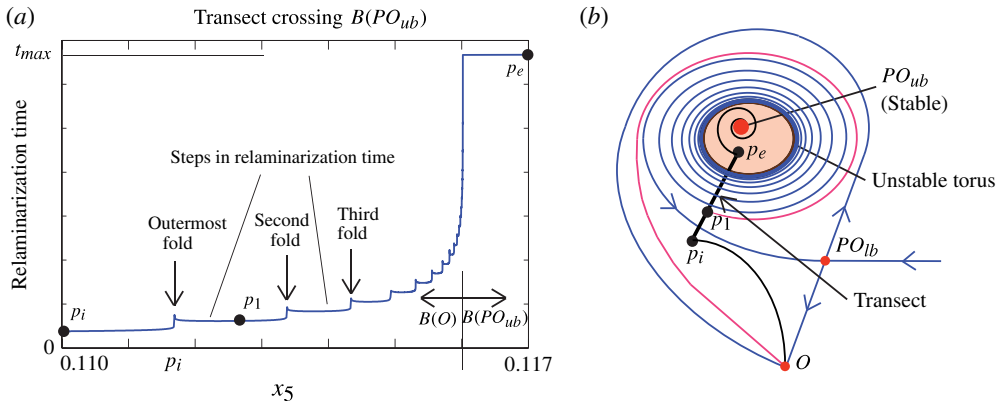 (a)
Transect crossing B(PO_ub)
t_max
p_e
Relaminarization time
Steps in relaminarization time
Outermost
fold
Second
fold
Third
fold
p_i
p_1
B(O)
B(PO_ub)
0
0.110
p_i
0.117
x_5
(b)
PO_ub
(Stable)
p_e
Unstable torus
p_1
p_i
PO_lb
Transect
O